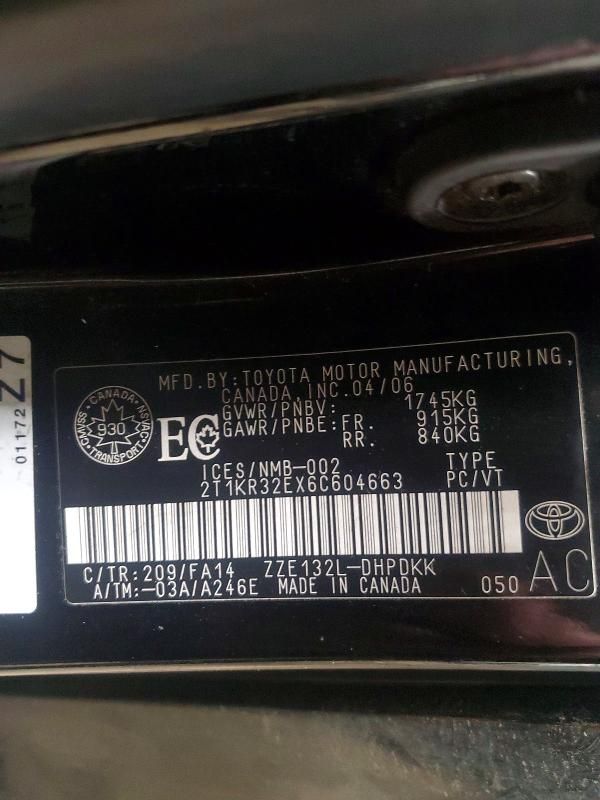 Z7
01172
MFD.BY:TOYOTA MOTOR MANUFACTURING,
CANADA,INC.04/06
GVWR/PNBV: 1745KG
GAWR/PNBE:FR. 915KG
RR. 840KG
CANADA
930
TRANSPORT
CMVSS
NSVAC
EC
ICES/NMB-002
TYPE
2T1KR32EX6C604663 PC/VT
C/TR:209/FA14 ZZE132L-DHPDKK
A/TM:-03A/A246E MADE IN CANADA
050 AC